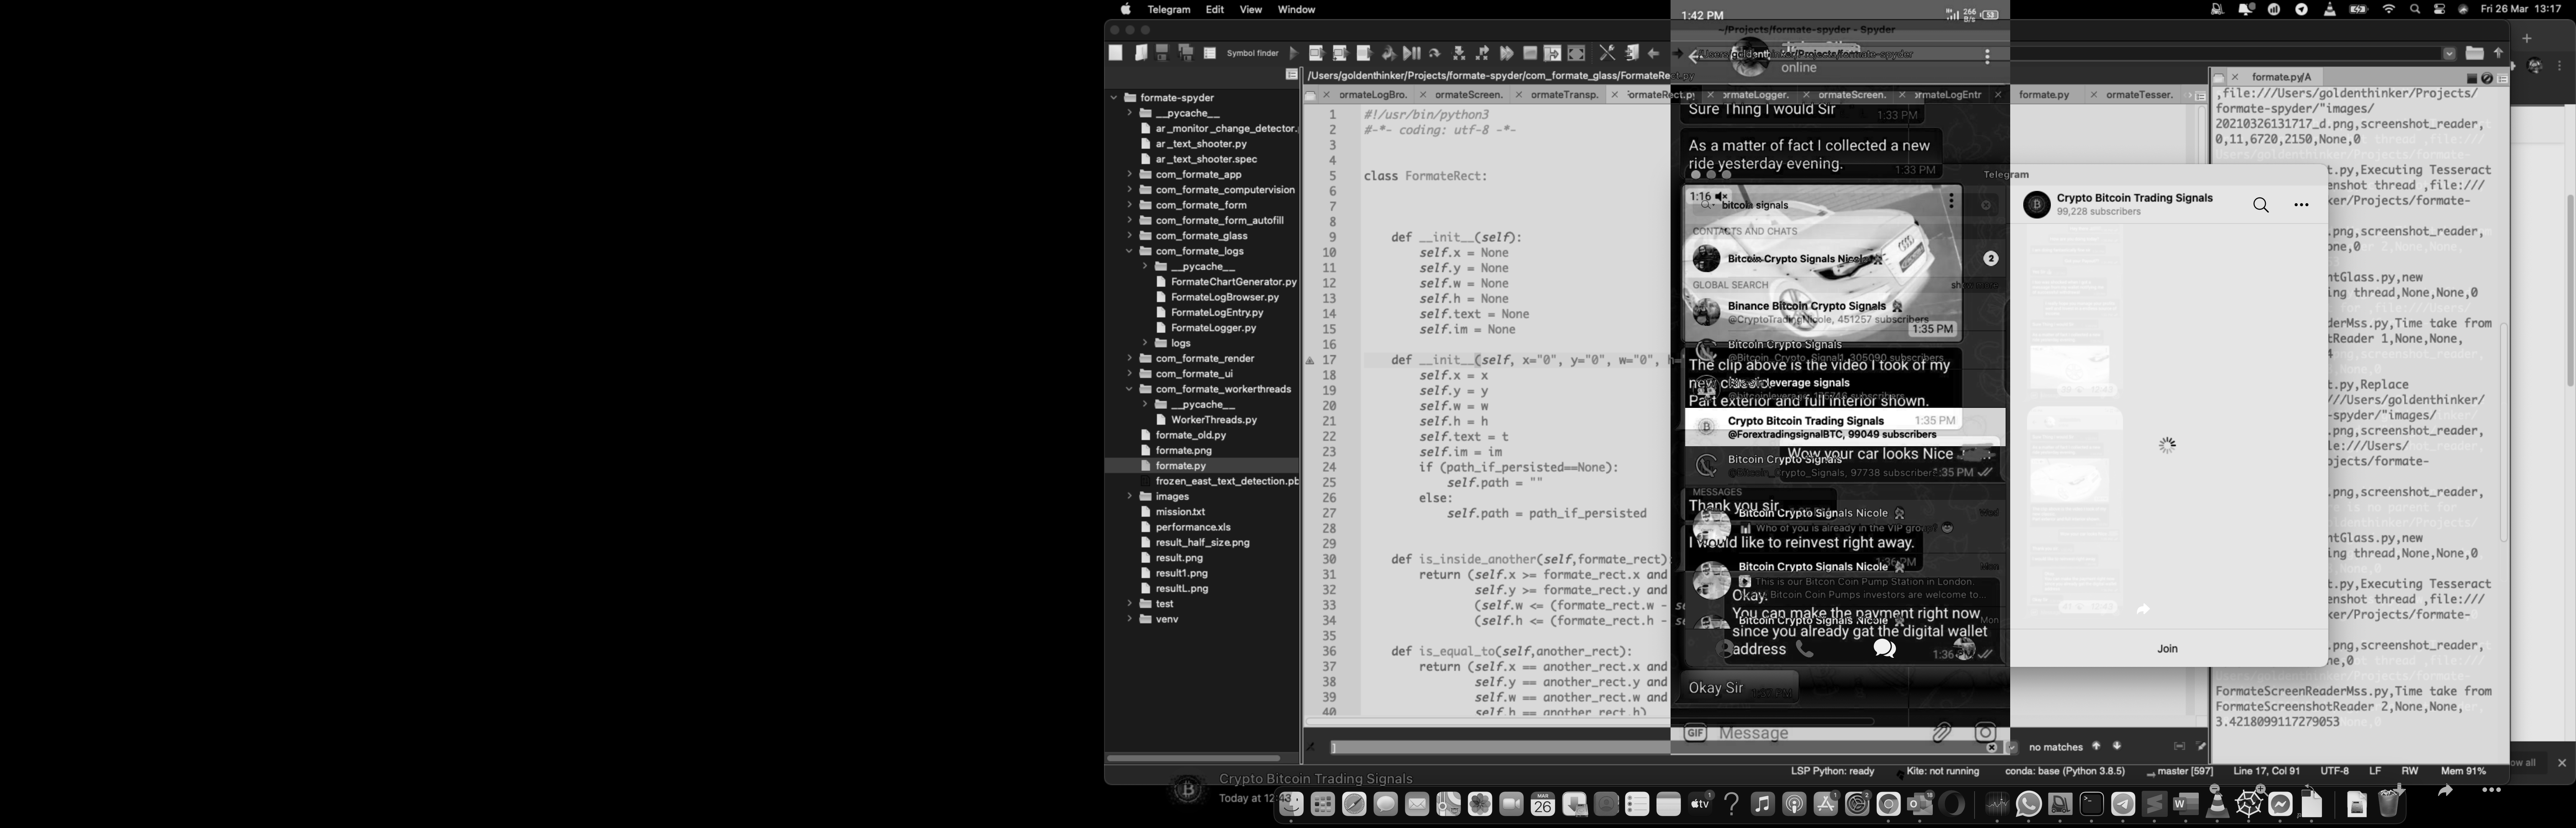 Telegram Edit View Window
Fri 26 Mar 13:17
~/Projects/formate-spyder - Spyder
Symbol finder
/Users/goldenthinker/Projects/formate-spyder/com_formate_glass/FormateRect.py
ormateLogBro. ormateScreen. ormateTransp. ormateRect.py ormateLogger. ormateScreen. ormateLogEntr formate.py ormateTesser.
formate-spyder
__pycache__
ar_monitor_change_detector.
ar_text_shooter.py
ar_text_shooter.spec
com_formate_app
com_formate_computervision
com_formate_form
com_formate_form_autofill
com_formate_glass
com_formate_logs
__pycache__
FormateChartGenerator.py
FormateLogBrowser.py
FormateLogEntry.py
FormateLogger.py
logs
com_formate_render
com_formate_ui
com_formate_workerthreads
__pycache__
WorkerThreads.py
formate_old.py
formate.png
formate.py
frozen_east_text_detection.pb
images
mission.txt
performance.xls
result_half_size.png
result.png
result1.png
resultL.png
test
venv
1 #!/usr/bin/python3
2 #-*- coding: utf-8 -*-
3
4
5 class FormateRect:
6
7
8
9 def __init__(self):
10 self.x = None
11 self.y = None
12 self.w = None
13 self.h = None
14 self.text = None
15 self.im = None
16
17 def __init__(self, x="0", y="0", w="0", h=
18 self.x = x
19 self.y = y
20 self.w = w
21 self.h = h
22 self.text = t
23 self.im = im
24 if (path_if_persisted==None):
25 self.path = ""
26 else:
27 self.path = path_if_persisted
28
29
30 def is_inside_another(self,formate_rect):
31 return (self.x >= formate_rect.x and
32 self.y >= formate_rect.y and
33 (self.w <= (formate_rect.w - se
34 (self.h <= (formate_rect.h - se
35
36 def is_equal_to(self,another_rect):
37 return (self.x == another_rect.x and
38 self.y == another_rect.y and
39 self.w == another_rect.w and
40 self.h == another_rect.h)
]
no matches
LSP Python: ready Kite: not running conda: base (Python 3.8.5) master [597] Line 17, Col 91 UTF-8 LF RW Mem 91%
1:42 PM
266 B/s 53
online
Sure Thing I would Sir
1:33 PM
As a matter of fact I collected a new
ride yesterday evening.
1:33 PM
1:16
1:35 PM
The clip above is the video I took of my
new classic.
Part exterior and full interior shown.
1:35 PM
Wow your car looks Nice
1:35 PM
Thank you sir
I would like to reinvest right away.
1:36 PM
Okay.
You can make the payment right now
since you already gat the digital wallet
address
1:36
Okay Sir
GIF Message
Telegram
bitcoin signals
CONTACTS AND CHATS
Bitcoin Crypto Signals Nicole
2
GLOBAL SEARCH
show more
Binance Bitcoin Crypto Signals
@CryptoTradingNicole, 451257 subscribers
Bitcoin Crypto Signals
@Bitcoin_Crypto_Signal1, 305090 subscribers
leverage signals
Crypto Bitcoin Trading Signals
@ForextradingsignalBTC, 99049 subscribers
Bitcoin Crypto Signals
@Bitcoin_Crypto_Signals, 97738 subscribers
MESSAGES
Bitcoin Crypto Signals Nicole
Wed
Who of you is already in the VIP group?
Bitcoin Crypto Signals Nicole
Mon
This is our Bitcon Coin Pump Station in London.
Bitcoin Coin Pumps investors are welcome to...
Bitcoin Crypto Signals Nicole
Mon
Crypto Bitcoin Trading Signals
99,228 subscribers
Join
formate.py/A
,file:///Users/goldenthinker/Projects/
formate-spyder/"images/
20210326131717_d.png,screenshot_reader,
0,11,6720,2150,None,0
t.py,Executing Tesseract
enshot thread ,file:///
ker/Projects/formate-
.png,screenshot_reader,
one,0
ntGlass.py,new
ing thread,None,None,0
derMss.py,Time take from
tReader 1,None,None,
t.py,Replace
///Users/goldenthinker/
-spyder/"images/
.png,screenshot_reader,
le:///Users/
ojects/formate-
.png,screenshot_reader,
ntGlass.py,new
ing thread,None,None,0
t.py,Executing Tesseract
enshot thread ,file:///
ker/Projects/formate-
.png,screenshot_reader,
ne,0
FormateScreenReaderMss.py,Time take from
FormateScreenshotReader 2,None,None,
3.4218099117279053
Crypto Bitcoin Trading Signals
Today at 12:43
MAR
26
tv